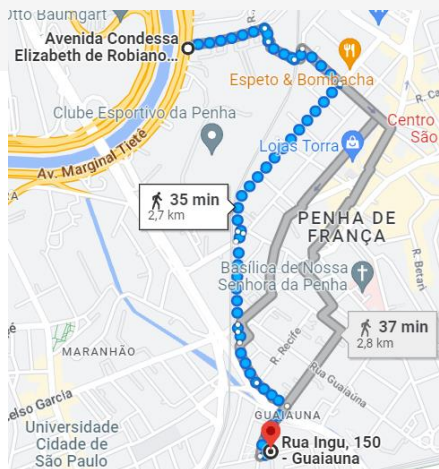 Otto Baumgart
Avenida Condessa
Elizabeth de Robiano...
Espeto & Bombacha
R. Ca
Clube Esportivo da Penha
Centro
São
Lojas Torra
Av. Marginal Tietê
35 min
2,7 km
PENHA DE
FRANÇA
R. Betari
Basílica de Nossa
Senhora da Penha
37 min
2,8 km
MARANHÃO
R. Recife
Rua Guaiauna
elso Garcia
GUAIAUNA
Universidade
Cidade de
São Paulo
Rua Ingu, 150
- Guaiauna